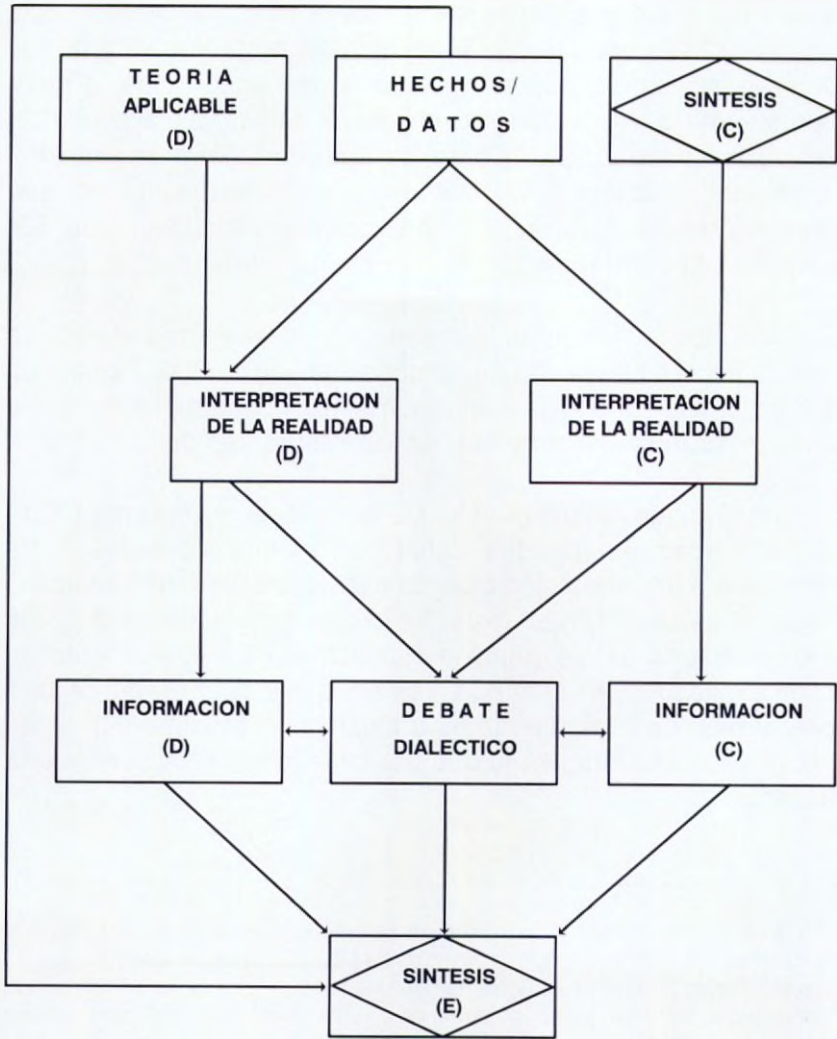 TEORIA
APLICABLE
(D)
HECHOS/
DATOS
SINTESIS
(C)
INTERPRETACION
DE LA REALIDAD
(D)
INTERPRETACION
DE LA REALIDAD
(C)
INFORMACION
(D)
DEBATE
DIALECTICO
INFORMACION
(C)
SINTESIS
(E)